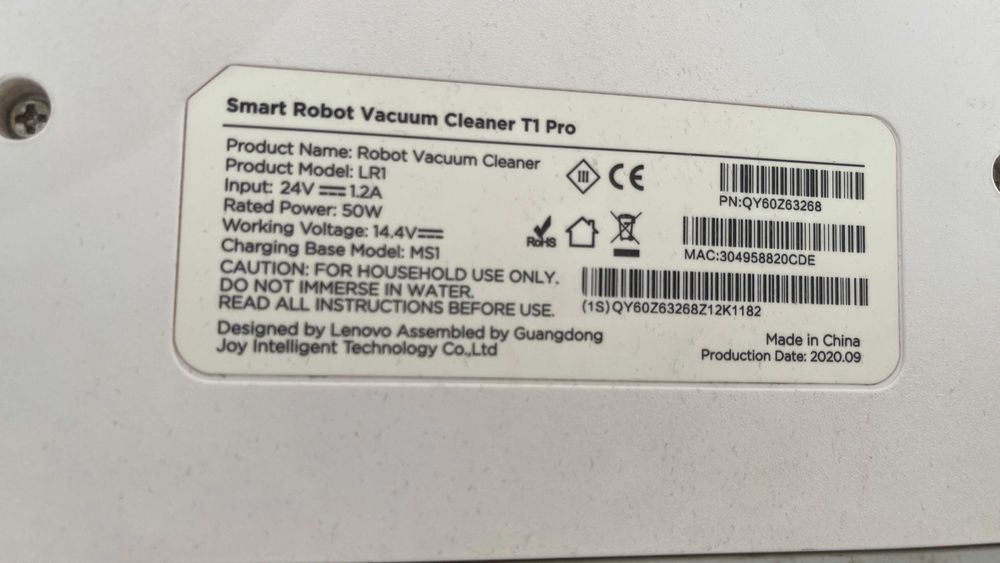 Smart Robot Vacuum Cleaner T1 Pro
Product Name: Robot Vacuum Cleaner
Product Model: LR1
Input: 24V⎓1.2A
Rated Power: 50W
Working Voltage: 14.4V⎓
Charging Base Model: MS1
CAUTION: FOR HOUSEHOLD USE ONLY.
DO NOT IMMERSE IN WATER.
READ ALL INSTRUCTIONS BEFORE USE.
Designed by Lenovo Assembled by Guangdong
Joy Intelligent Technology Co.,Ltd
III CE
RoHS
PN:QY60Z63268
MAC:304958820CDE
(1S)QY60Z63268Z12K1182
Made in China
Production Date: 2020.09